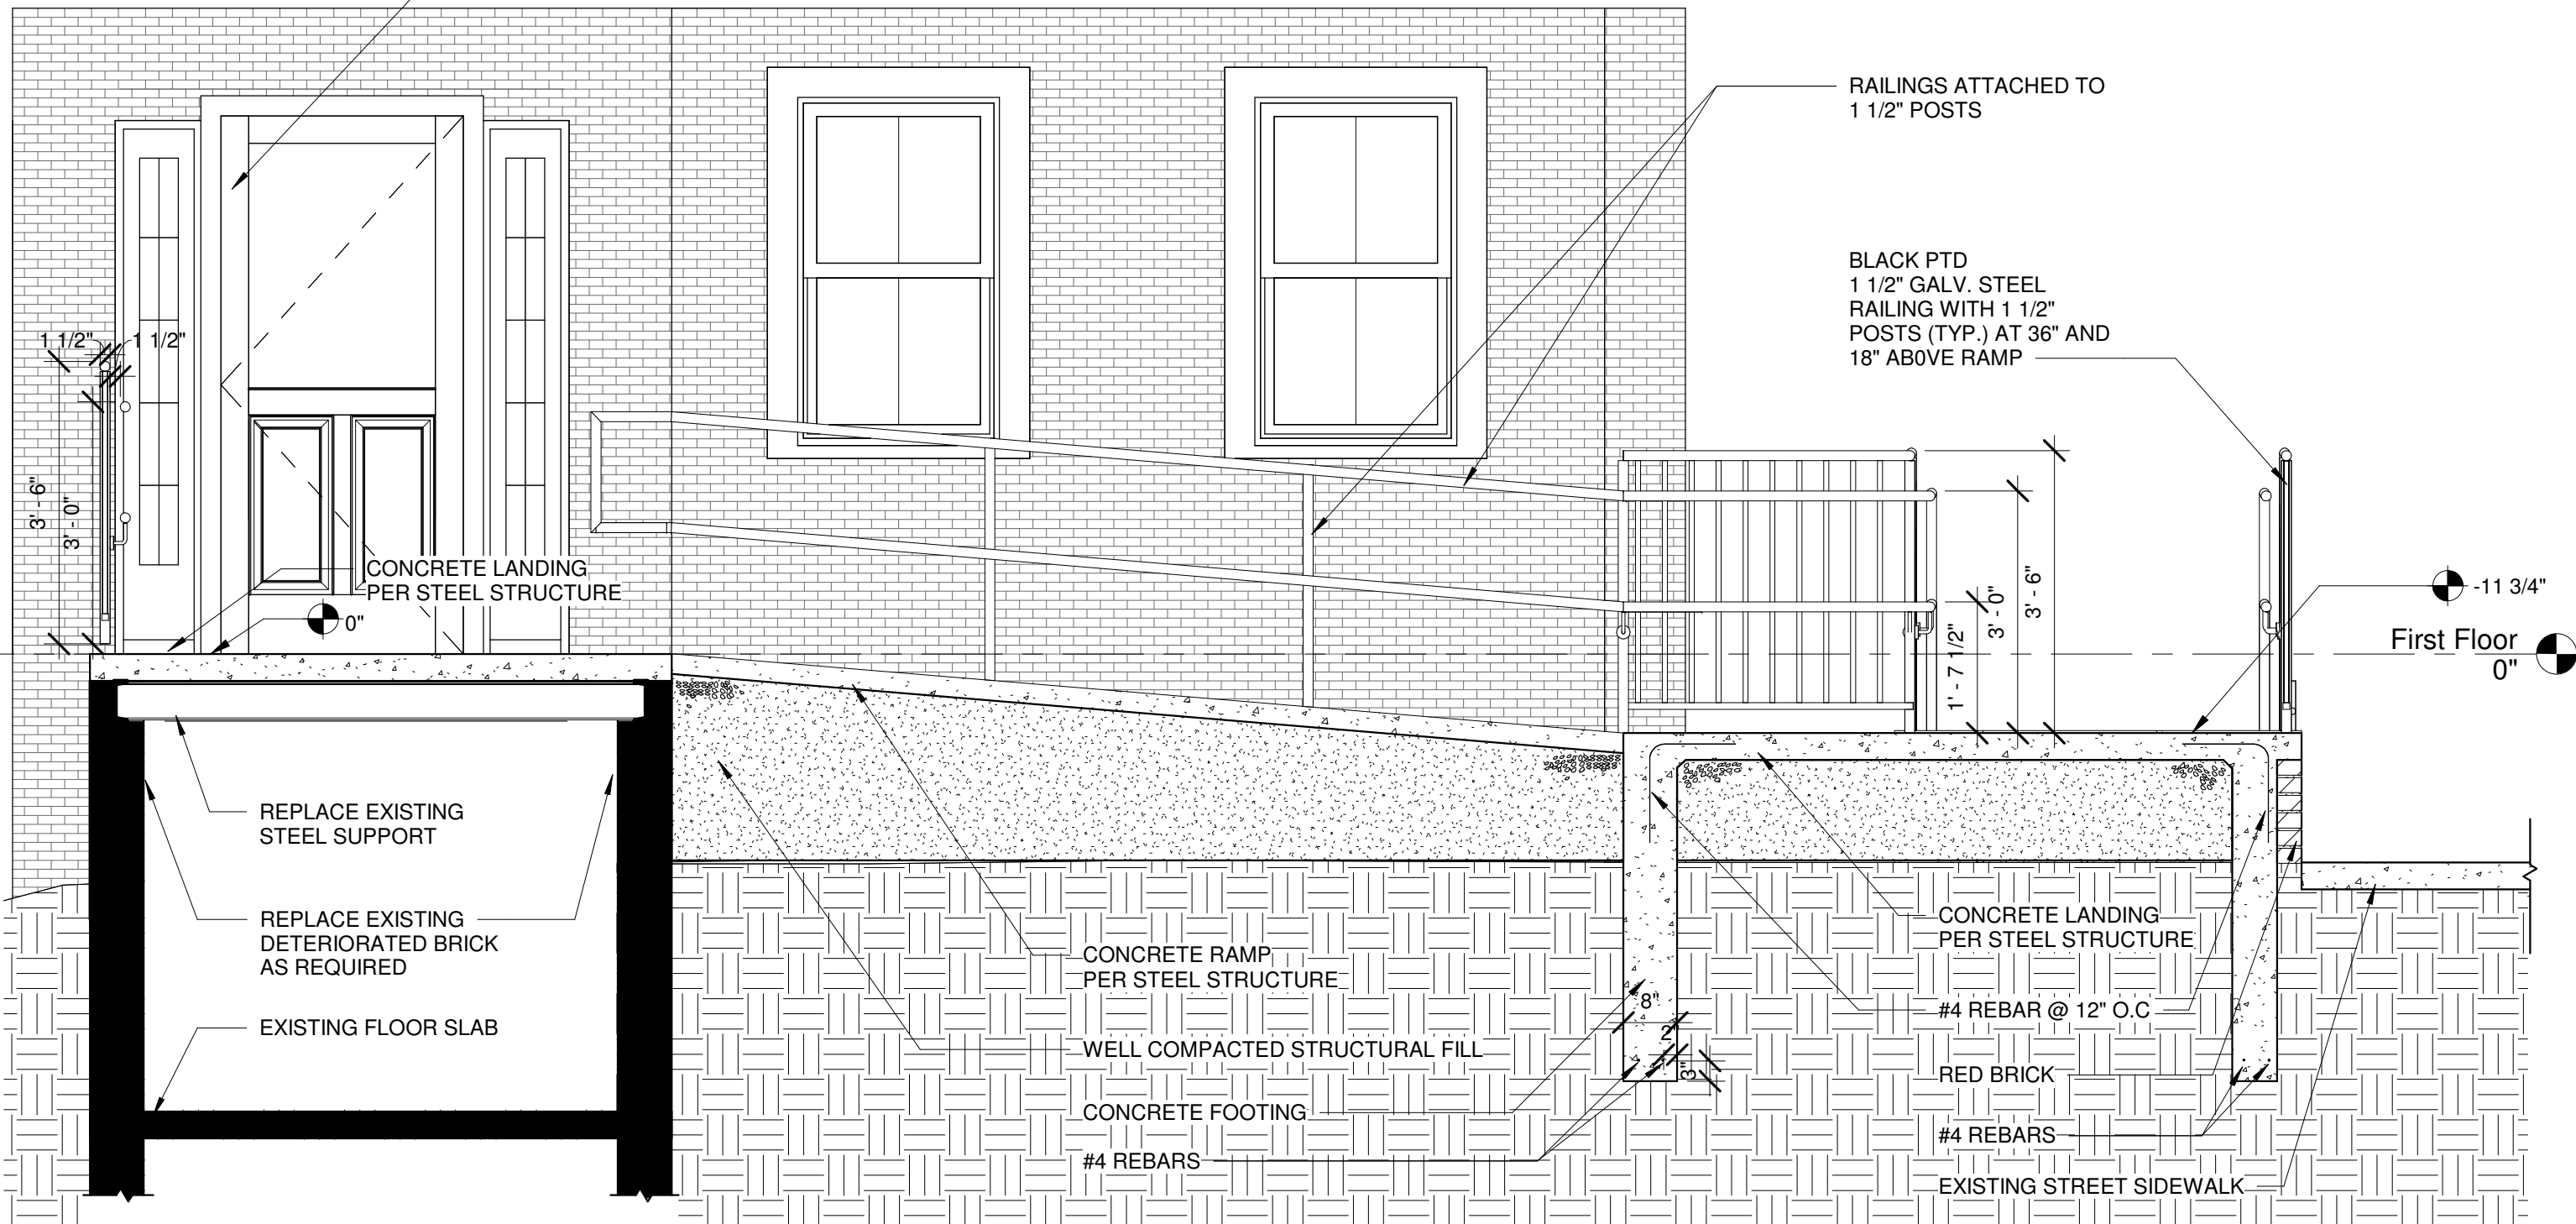 RAILINGS ATTACHED TO
1 1/2" POSTS
BLACK PTD
1 1/2" GALV. STEEL
RAILING WITH 1 1/2"
POSTS (TYP.) AT 36" AND
18" AB0VE RAMP
1 1/2"
1 1/2"
3' - 6"
3' - 0"
CONCRETE LANDING
PER STEEL STRUCTURE
0"
1' - 7 1/2"
3' - 0"
3' - 6"
-11 3/4"
First Floor
0"
REPLACE EXISTING
STEEL SUPPORT
REPLACE EXISTING
DETERIORATED BRICK
AS REQUIRED
EXISTING FLOOR SLAB
CONCRETE RAMP
PER STEEL STRUCTURE
WELL COMPACTED STRUCTURAL FILL
CONCRETE FOOTING
#4 REBARS
8"
2"
3"
CONCRETE LANDING
PER STEEL STRUCTURE
#4 REBAR @ 12" O.C
RED BRICK
#4 REBARS
EXISTING STREET SIDEWALK